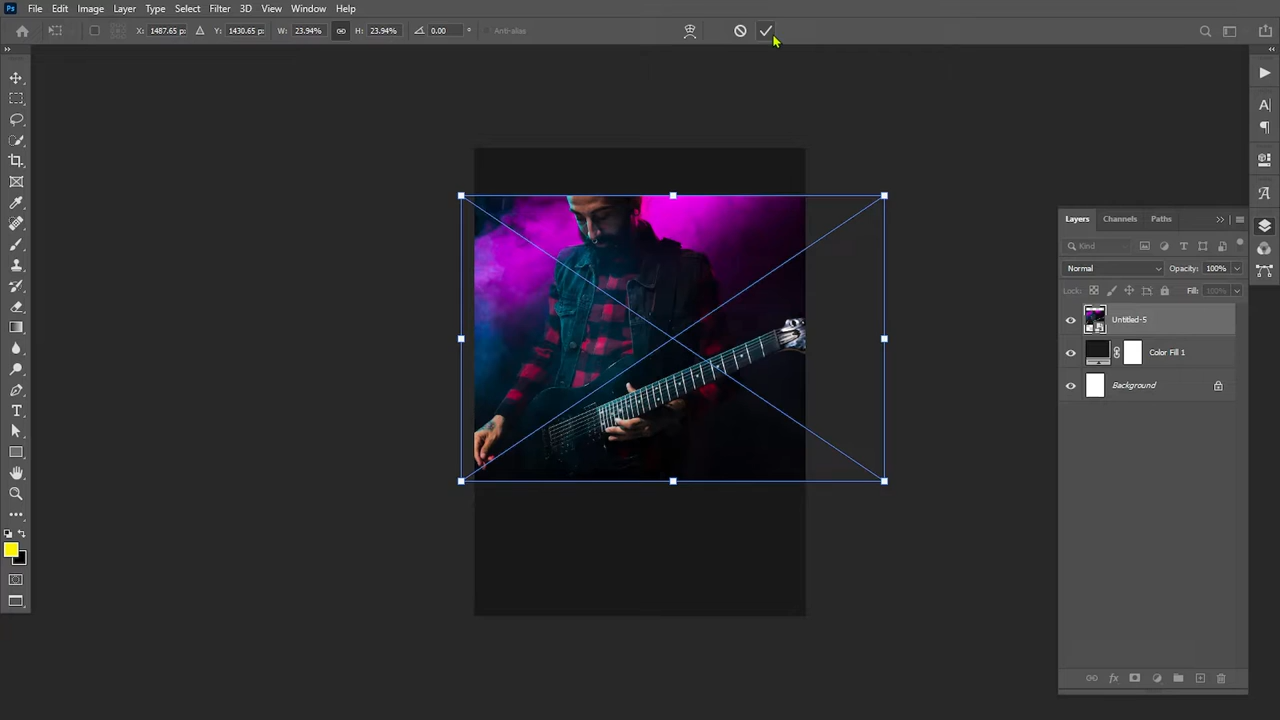 Ps File Edit Image Layer Type Select Filter 3D View Window Help
X: 1487.65 p: Y: 1430.65 p: W: 23.94% H: 23.94% 0.00 ° Anti-alias
Layers Channels Paths
Kind
Normal Opacity: 100%
Lock: Fill: 100%
Untitled-5
Color Fill 1
Background
fx